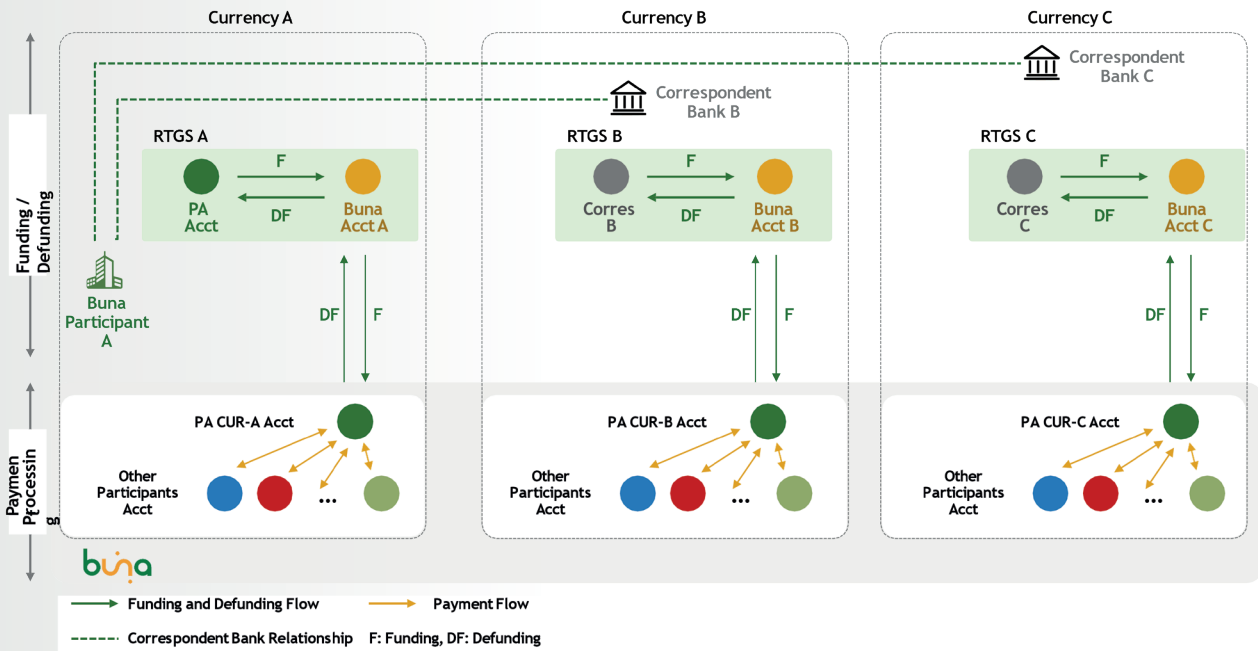 Currency A
Currency B
Currency C
Correspondent
Bank C
Correspondent
Bank B
RTGS A
RTGS B
RTGS C
F
DF
PA
Acct
Buna
Acct A
F
DF
Corres
B
Buna
Acct B
F
DF
Corres
C
Buna
Acct C
Funding /
Defunding
Buna
Participant
A
DF
F
DF
F
DF
F
PA CUR-A Acct
PA CUR-B Acct
PA CUR-C Acct
Other
Participants
Acct
...
Other
Participants
Acct
...
Other
Participants
Acct
...
Paymen
t
Processin
g
buna
Funding and Defunding Flow
Payment Flow
Correspondent Bank Relationship
F: Funding, DF: Defunding